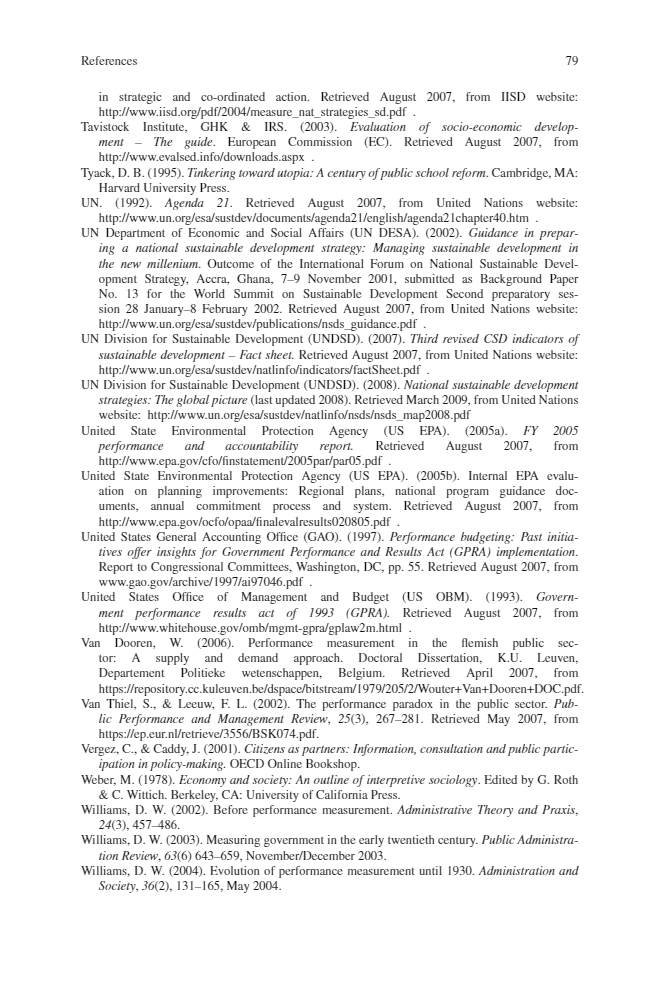 References 79
in strategic and co-ordinated action. Retrieved August 2007, from IISD website:
http://www.iisd.org/pdf/2004/measure_nat_strategies_sd.pdf .
Tavistock Institute, GHK & IRS. (2003). Evaluation of socio-economic develop-
ment – The guide. European Commission (EC). Retrieved August 2007, from
http://www.evalsed.info/downloads.aspx .
Tyack, D. B. (1995). Tinkering toward utopia: A century of public school reform. Cambridge, MA:
Harvard University Press.
UN. (1992). Agenda 21. Retrieved August 2007, from United Nations website:
http://www.un.org/esa/sustdev/documents/agenda21/english/agenda21chapter40.htm .
UN Department of Economic and Social Affairs (UN DESA). (2002). Guidance in prepar-
ing a national sustainable development strategy: Managing sustainable development in
the new millenium. Outcome of the International Forum on National Sustainable Devel-
opment Strategy, Accra, Ghana, 7–9 November 2001, submitted as Background Paper
No. 13 for the World Summit on Sustainable Development Second preparatory ses-
sion 28 January–8 February 2002. Retrieved August 2007, from United Nations website:
http://www.un.org/esa/sustdev/publications/nsds_guidance.pdf .
UN Division for Sustainable Development (UNDSD). (2007). Third revised CSD indicators of
sustainable development – Fact sheet. Retrieved August 2007, from United Nations website:
http://www.un.org/esa/sustdev/natlinfo/indicators/factSheet.pdf .
UN Division for Sustainable Development (UNDSD). (2008). National sustainable development
strategies: The global picture (last updated 2008). Retrieved March 2009, from United Nations
website: http://www.un.org/esa/sustdev/natlinfo/nsds/nsds_map2008.pdf
United State Environmental Protection Agency (US EPA). (2005a). FY 2005
performance and accountability report. Retrieved August 2007, from
http://www.epa.gov/cfo/finstatement/2005par/par05.pdf .
United State Environmental Protection Agency (US EPA). (2005b). Internal EPA evalu-
ation on planning improvements: Regional plans, national program guidance doc-
uments, annual commitment process and system. Retrieved August 2007, from
http://www.epa.gov/ocfo/opaa/finalevalresults020805.pdf .
United States General Accounting Office (GAO). (1997). Performance budgeting: Past initia-
tives offer insights for Government Performance and Results Act (GPRA) implementation.
Report to Congressional Committees, Washington, DC, pp. 55. Retrieved August 2007, from
www.gao.gov/archive/1997/ai97046.pdf .
United States Office of Management and Budget (US OBM). (1993). Govern-
ment performance results act of 1993 (GPRA). Retrieved August 2007, from
http://www.whitehouse.gov/omb/mgmt-gpra/gplaw2m.html .
Van Dooren, W. (2006). Performance measurement in the flemish public sec-
tor: A supply and demand approach. Doctoral Dissertation, K.U. Leuven,
Departement Politieke wetenschappen, Belgium. Retrieved April 2007, from
https://repository.cc.kuleuven.be/dspace/bitstream/1979/205/2/Wouter+Van+Dooren+DOC.pdf.
Van Thiel, S., & Leeuw, F. L. (2002). The performance paradox in the public sector. Pub-
lic Performance and Management Review, 25(3), 267–281. Retrieved May 2007, from
https://ep.eur.nl/retrieve/3556/BSK074.pdf.
Vergez, C., & Caddy, J. (2001). Citizens as partners: Information, consultation and public partic-
ipation in policy-making. OECD Online Bookshop.
Weber, M. (1978). Economy and society: An outline of interpretive sociology. Edited by G. Roth
& C. Wittich. Berkeley, CA: University of California Press.
Williams, D. W. (2002). Before performance measurement. Administrative Theory and Praxis,
24(3), 457–486.
Williams, D. W. (2003). Measuring government in the early twentieth century. Public Administra-
tion Review, 63(6) 643–659, November/December 2003.
Williams, D. W. (2004). Evolution of performance measurement until 1930. Administration and
Society, 36(2), 131–165, May 2004.